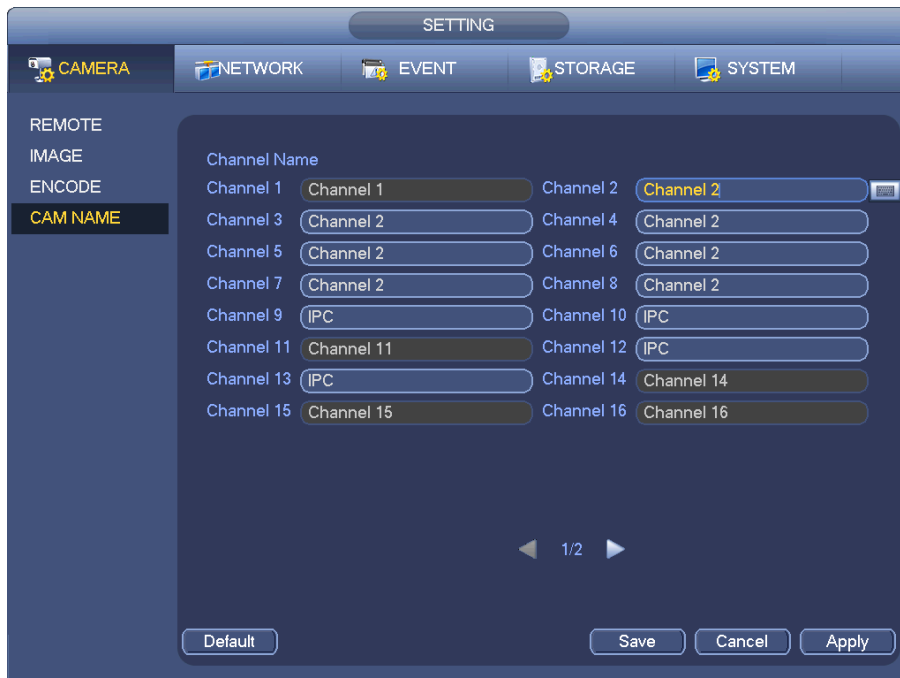 SETTING
CAMERA NETWORK EVENT STORAGE SYSTEM
REMOTE
IMAGE
ENCODE
CAM NAME
Channel Name
Channel 1 Channel 1 Channel 2 Channel 2
Channel 3 Channel 2 Channel 4 Channel 2
Channel 5 Channel 2 Channel 6 Channel 2
Channel 7 Channel 2 Channel 8 Channel 2
Channel 9 IPC Channel 10 IPC
Channel 11 Channel 11 Channel 12 IPC
Channel 13 IPC Channel 14 Channel 14
Channel 15 Channel 15 Channel 16 Channel 16
1/2
Default Save Cancel Apply